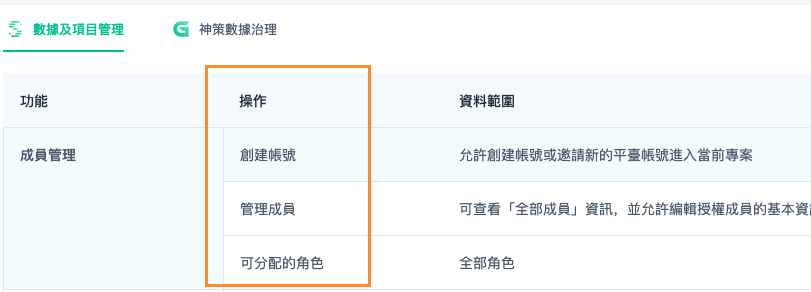 數據及項目管理 神策數據治理
功能 操作 資料範圍
成員管理 創建帳號 允許創建帳號或邀請新的平臺帳號進入當前專案
管理成員 可查看「全部成員」資訊，並允許編輯授權成員的基本資
可分配的角色 全部角色